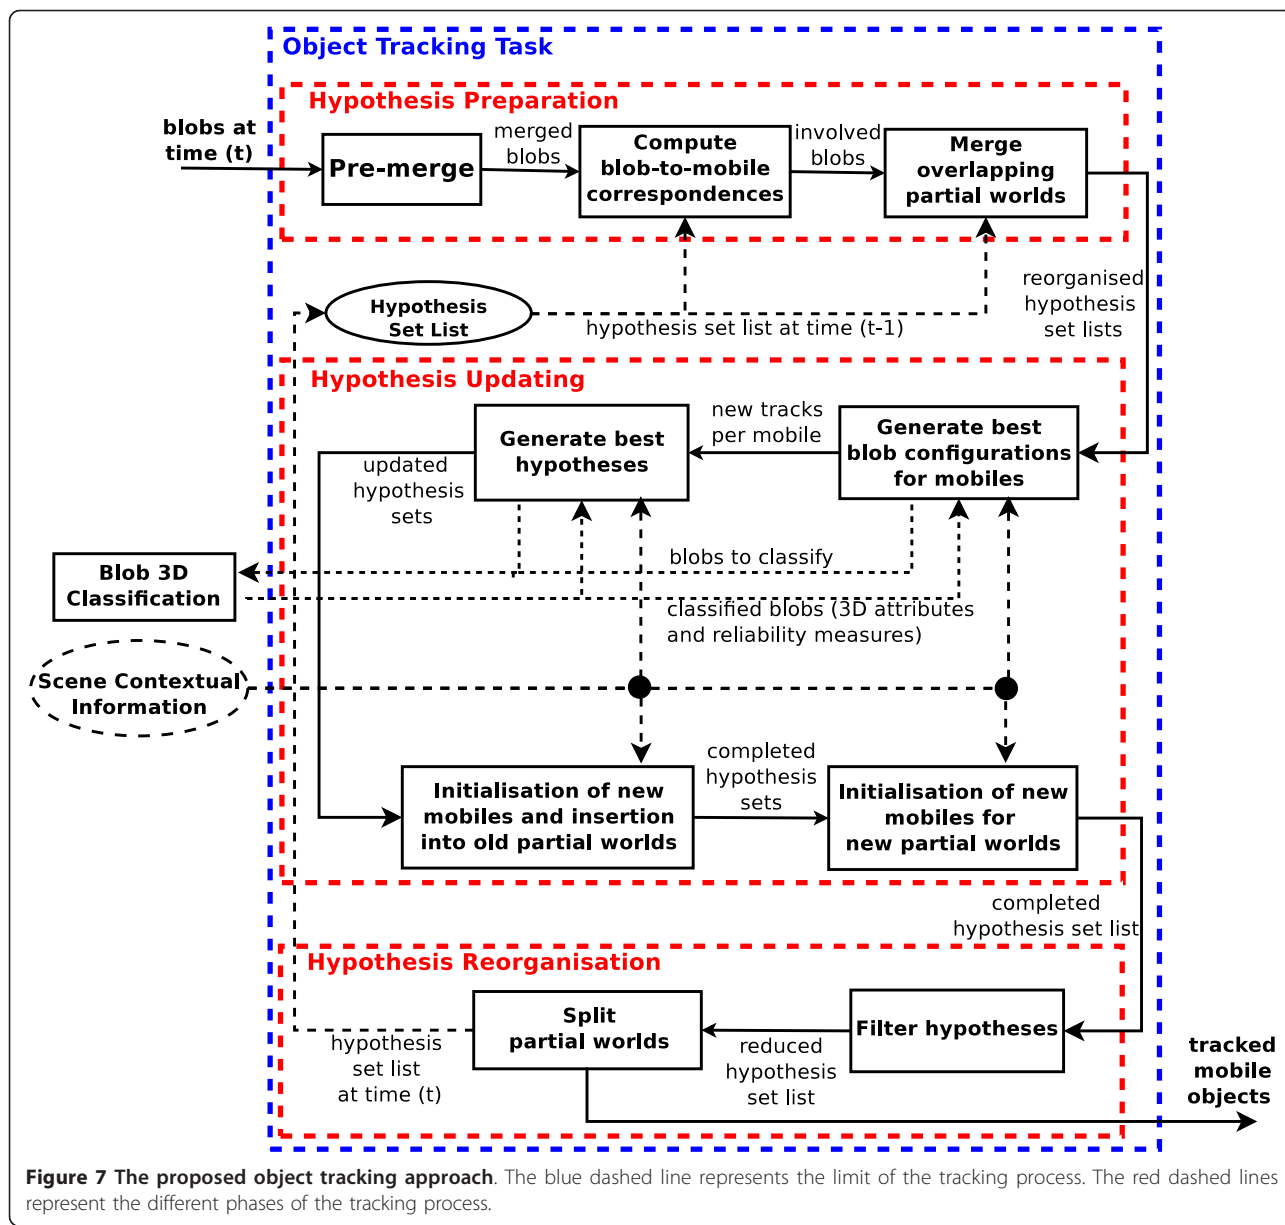 Object Tracking Task
Hypothesis Preparation
blobs at
time (t)
Pre-merge
merged
blobs
Compute
blob-to-mobile
correspondences
involved
blobs
Merge
overlapping
partial worlds
reorganised
hypothesis
set lists
Hypothesis
Set List
hypothesis set list at time (t-1)
Hypothesis Updating
Generate best
hypotheses
new tracks
per mobile
Generate best
blob configurations
for mobiles
updated
hypothesis
sets
blobs to classify
Blob 3D
Classification
classified blobs (3D attributes
and reliability measures)
Scene Contextual
Information
Initialisation of new
mobiles and insertion
into old partial worlds
completed
hypothesis
sets
Initialisation of new
mobiles for
new partial worlds
completed
hypothesis set list
Hypothesis Reorganisation
Split
partial worlds
Filter hypotheses
hypothesis
set list
at time (t)
reduced
hypothesis
set list
tracked
mobile
objects
Figure 7 The proposed object tracking approach. The blue dashed line represents the limit of the tracking process. The red dashed lines
represent the different phases of the tracking process.